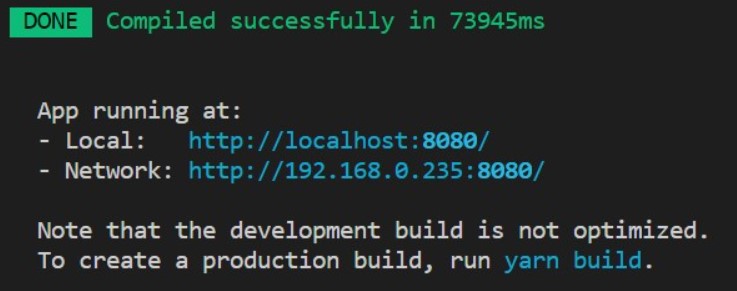 DONE Compiled successfully in 73945ms
App running at:
- Local: http://localhost:8080/
- Network: http://192.168.0.235:8080/
Note that the development build is not optimized.
To create a production build, run yarn build.